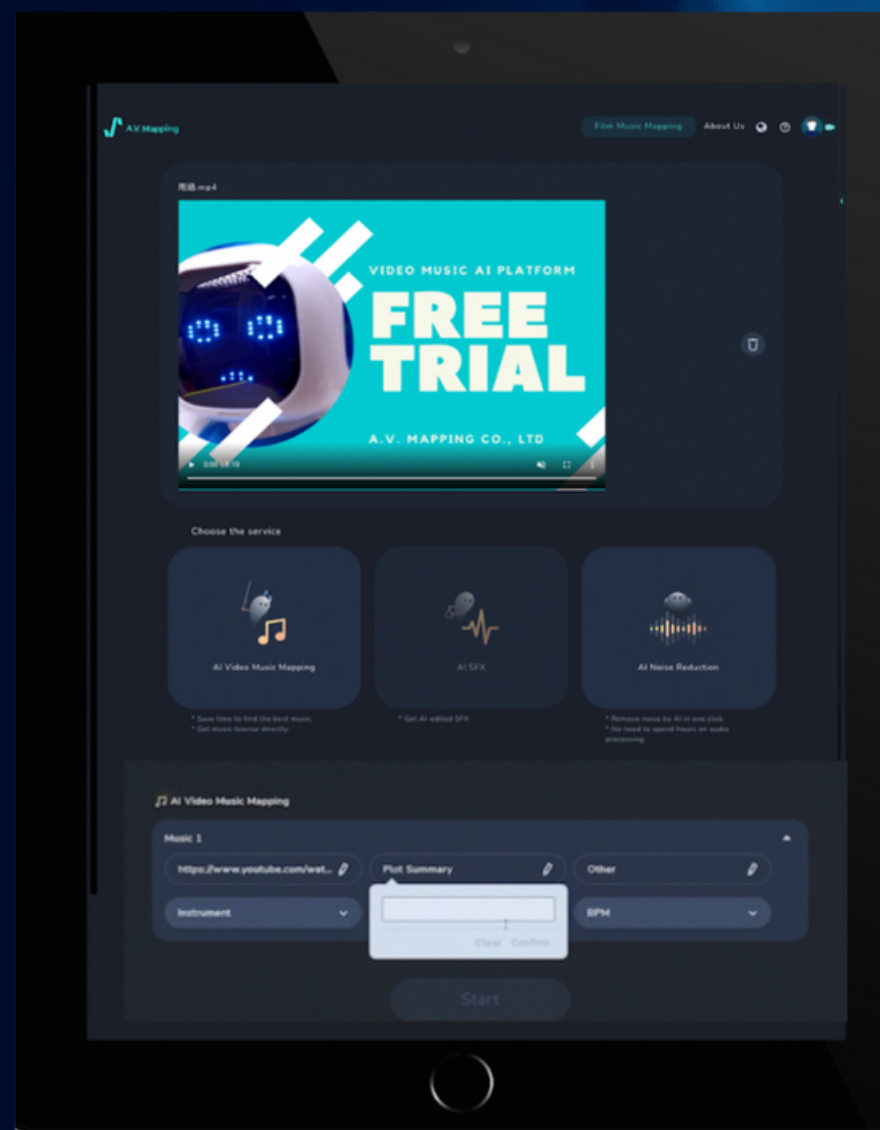 A.V.Mapping
Film Music Mapping
About Us
用過.mp4
VIDEO MUSIC AI PLATFORM
FREE
TRIAL
A.V. MAPPING CO., LTD
Choose the service
AI Video Music Mapping
AI SFX
AI Noise Reduction
* Save time to find the best music.
* Get music license directly.
* Get AI-edited SFX.
* Remove noise by AI in one click.
* No need to spend hours on audio
processing.
AI Video Music Mapping
Music 1
https://www.youtube.com/wat...
Plot Summary
Other
Instrument
BPM
Clear
Confirm
Start